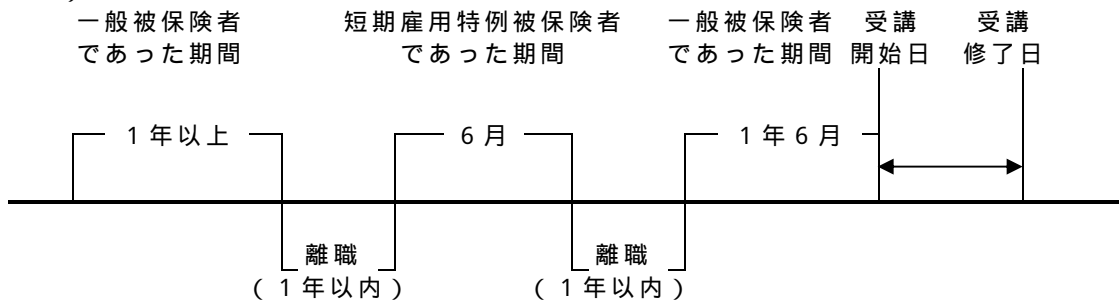 一般被保険者 短期雇用特例被保険者 一般被保険者 受講 受講
であった期間 であった期間 であった期間 開始日 修了日
1年以上 6月 1年6月
離職 離職
(1年以内) (1年以内)